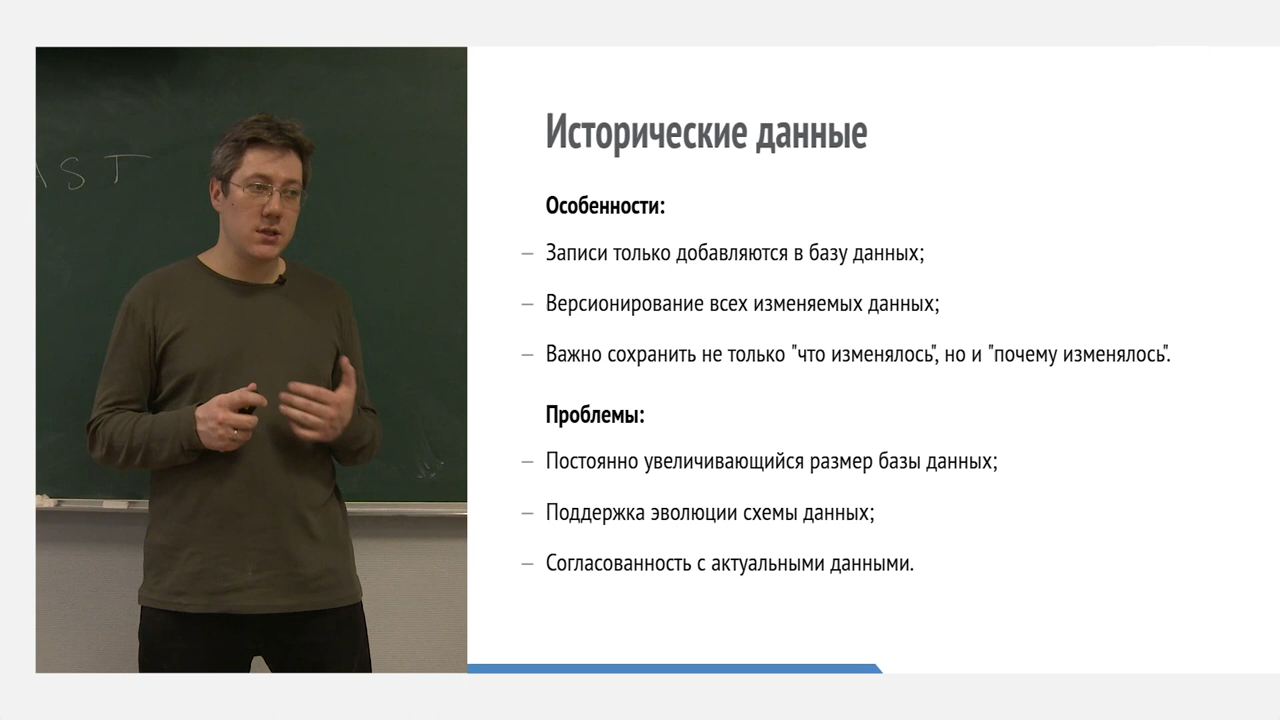 AST
Исторические данные
Особенности:
– Записи только добавляются в базу данных;
– Версионирование всех изменяемых данных;
– Важно сохранить не только "что изменялось", но и "почему изменялось".
Проблемы:
– Постоянно увеличивающийся размер базы данных;
– Поддержка эволюции схемы данных;
– Согласованность с актуальными данными.